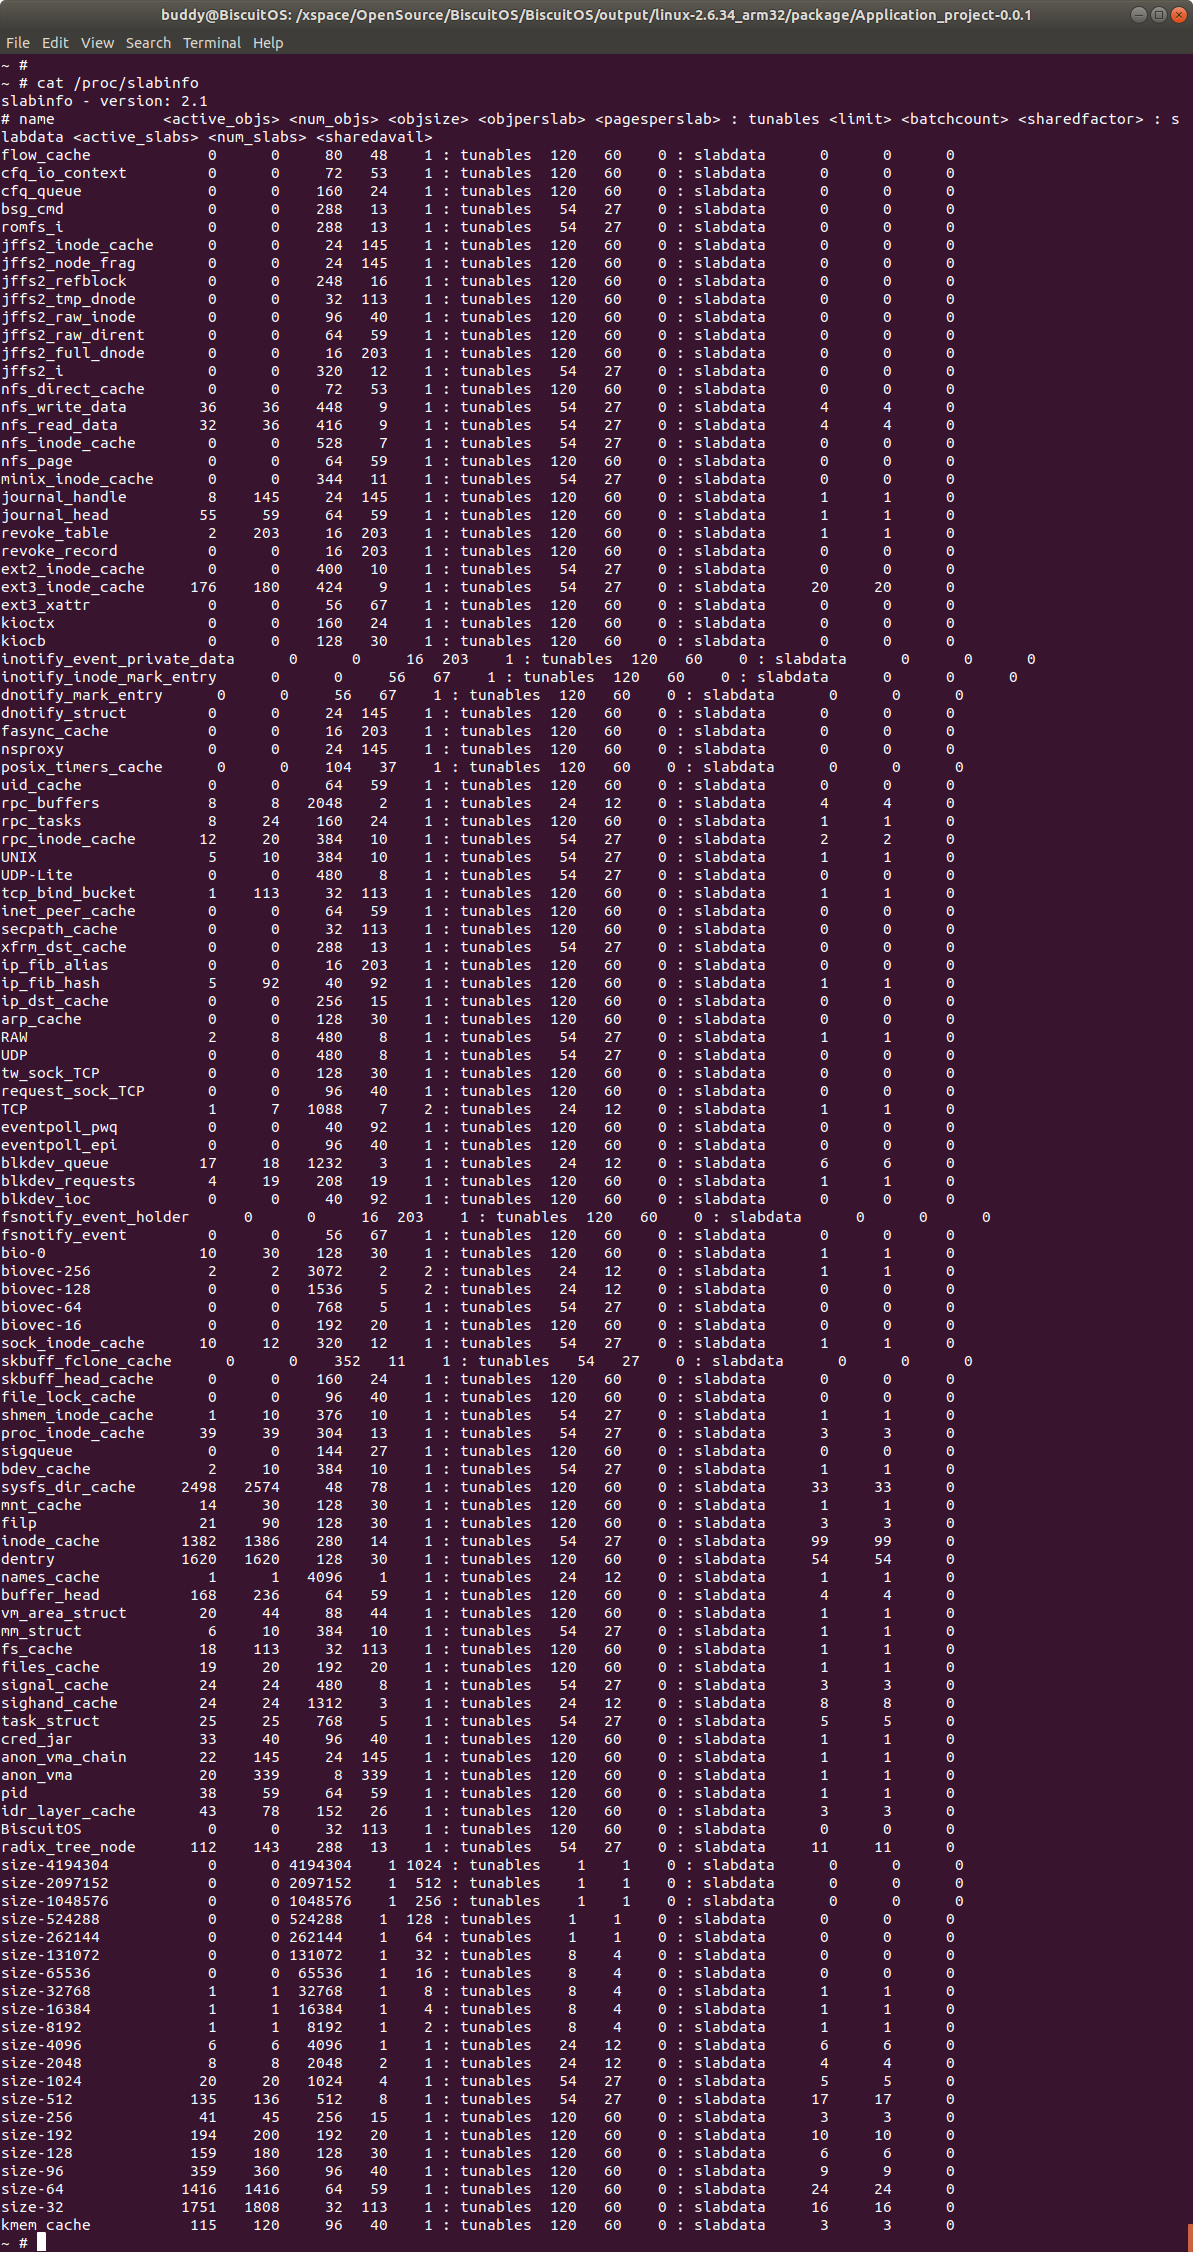 buddy@BiscuitOS: /xspace/OpenSource/BiscuitOS/BiscuitOS/output/linux-2.6.34_arm32/package/Application_project-0.0.1
File Edit View Search Terminal Help
~ #
~ # cat /proc/slabinfo
slabinfo - version: 2.1
# name            <active_objs> <num_objs> <objsize> <objperslab> <pagesperslab> : tunables <limit> <batchcount> <sharedfactor> : s
labdata <active_slabs> <num_slabs> <sharedavail>
flow_cache 0 0 80 48 1 : tunables 120 60 0 : slabdata 0 0 0
cfq_io_context 0 0 72 53 1 : tunables 120 60 0 : slabdata 0 0 0
cfq_queue 0 0 160 24 1 : tunables 120 60 0 : slabdata 0 0 0
bsg_cmd 0 0 288 13 1 : tunables 54 27 0 : slabdata 0 0 0
romfs_i 0 0 288 13 1 : tunables 54 27 0 : slabdata 0 0 0
jffs2_inode_cache 0 0 24 145 1 : tunables 120 60 0 : slabdata 0 0 0
jffs2_node_frag 0 0 24 145 1 : tunables 120 60 0 : slabdata 0 0 0
jffs2_refblock 0 0 248 16 1 : tunables 120 60 0 : slabdata 0 0 0
jffs2_tmp_dnode 0 0 32 113 1 : tunables 120 60 0 : slabdata 0 0 0
jffs2_raw_inode 0 0 96 40 1 : tunables 120 60 0 : slabdata 0 0 0
jffs2_raw_dirent 0 0 64 59 1 : tunables 120 60 0 : slabdata 0 0 0
jffs2_full_dnode 0 0 16 203 1 : tunables 120 60 0 : slabdata 0 0 0
jffs2_i 0 0 320 12 1 : tunables 54 27 0 : slabdata 0 0 0
nfs_direct_cache 0 0 72 53 1 : tunables 120 60 0 : slabdata 0 0 0
nfs_write_data 36 36 448 9 1 : tunables 54 27 0 : slabdata 4 4 0
nfs_read_data 32 36 416 9 1 : tunables 54 27 0 : slabdata 4 4 0
nfs_inode_cache 0 0 528 7 1 : tunables 54 27 0 : slabdata 0 0 0
nfs_page 0 0 64 59 1 : tunables 120 60 0 : slabdata 0 0 0
minix_inode_cache 0 0 344 11 1 : tunables 54 27 0 : slabdata 0 0 0
journal_handle 8 145 24 145 1 : tunables 120 60 0 : slabdata 1 1 0
journal_head 55 59 64 59 1 : tunables 120 60 0 : slabdata 1 1 0
revoke_table 2 203 16 203 1 : tunables 120 60 0 : slabdata 1 1 0
revoke_record 0 0 16 203 1 : tunables 120 60 0 : slabdata 0 0 0
ext2_inode_cache 0 0 400 10 1 : tunables 54 27 0 : slabdata 0 0 0
ext3_inode_cache 176 180 424 9 1 : tunables 54 27 0 : slabdata 20 20 0
ext3_xattr 0 0 56 67 1 : tunables 120 60 0 : slabdata 0 0 0
kioctx 0 0 160 24 1 : tunables 120 60 0 : slabdata 0 0 0
kiocb 0 0 128 30 1 : tunables 120 60 0 : slabdata 0 0 0
inotify_event_private_data 0 0 16 203 1 : tunables 120 60 0 : slabdata 0 0 0
inotify_inode_mark_entry 0 0 56 67 1 : tunables 120 60 0 : slabdata 0 0 0
dnotify_mark_entry 0 0 56 67 1 : tunables 120 60 0 : slabdata 0 0 0
dnotify_struct 0 0 24 145 1 : tunables 120 60 0 : slabdata 0 0 0
fasync_cache 0 0 16 203 1 : tunables 120 60 0 : slabdata 0 0 0
nsproxy 0 0 24 145 1 : tunables 120 60 0 : slabdata 0 0 0
posix_timers_cache 0 0 104 37 1 : tunables 120 60 0 : slabdata 0 0 0
uid_cache 0 0 64 59 1 : tunables 120 60 0 : slabdata 0 0 0
rpc_buffers 8 8 2048 2 1 : tunables 24 12 0 : slabdata 4 4 0
rpc_tasks 8 24 160 24 1 : tunables 120 60 0 : slabdata 1 1 0
rpc_inode_cache 12 20 384 10 1 : tunables 54 27 0 : slabdata 2 2 0
UNIX 5 10 384 10 1 : tunables 54 27 0 : slabdata 1 1 0
UDP-Lite 0 0 480 8 1 : tunables 54 27 0 : slabdata 0 0 0
tcp_bind_bucket 1 113 32 113 1 : tunables 120 60 0 : slabdata 1 1 0
inet_peer_cache 0 0 64 59 1 : tunables 120 60 0 : slabdata 0 0 0
secpath_cache 0 0 32 113 1 : tunables 120 60 0 : slabdata 0 0 0
xfrm_dst_cache 0 0 288 13 1 : tunables 54 27 0 : slabdata 0 0 0
ip_fib_alias 0 0 16 203 1 : tunables 120 60 0 : slabdata 0 0 0
ip_fib_hash 5 92 40 92 1 : tunables 120 60 0 : slabdata 1 1 0
ip_dst_cache 0 0 256 15 1 : tunables 120 60 0 : slabdata 0 0 0
arp_cache 0 0 128 30 1 : tunables 120 60 0 : slabdata 0 0 0
RAW 2 8 480 8 1 : tunables 54 27 0 : slabdata 1 1 0
UDP 0 0 480 8 1 : tunables 54 27 0 : slabdata 0 0 0
tw_sock_TCP 0 0 128 30 1 : tunables 120 60 0 : slabdata 0 0 0
request_sock_TCP 0 0 96 40 1 : tunables 120 60 0 : slabdata 0 0 0
TCP 1 7 1088 7 2 : tunables 24 12 0 : slabdata 1 1 0
eventpoll_pwq 0 0 40 92 1 : tunables 120 60 0 : slabdata 0 0 0
eventpoll_epi 0 0 96 40 1 : tunables 120 60 0 : slabdata 0 0 0
blkdev_queue 17 18 1232 3 1 : tunables 24 12 0 : slabdata 6 6 0
blkdev_requests 4 19 208 19 1 : tunables 120 60 0 : slabdata 1 1 0
blkdev_ioc 0 0 40 92 1 : tunables 120 60 0 : slabdata 0 0 0
fsnotify_event_holder 0 0 16 203 1 : tunables 120 60 0 : slabdata 0 0 0
fsnotify_event 0 0 56 67 1 : tunables 120 60 0 : slabdata 0 0 0
bio-0 10 30 128 30 1 : tunables 120 60 0 : slabdata 1 1 0
biovec-256 2 2 3072 2 2 : tunables 24 12 0 : slabdata 1 1 0
biovec-128 0 0 1536 5 2 : tunables 24 12 0 : slabdata 0 0 0
biovec-64 0 0 768 5 1 : tunables 54 27 0 : slabdata 0 0 0
biovec-16 0 0 192 20 1 : tunables 120 60 0 : slabdata 0 0 0
sock_inode_cache 10 12 320 12 1 : tunables 54 27 0 : slabdata 1 1 0
skbuff_fclone_cache 0 0 352 11 1 : tunables 54 27 0 : slabdata 0 0 0
skbuff_head_cache 0 0 160 24 1 : tunables 120 60 0 : slabdata 0 0 0
file_lock_cache 0 0 96 40 1 : tunables 120 60 0 : slabdata 0 0 0
shmem_inode_cache 1 10 376 10 1 : tunables 54 27 0 : slabdata 1 1 0
proc_inode_cache 39 39 304 13 1 : tunables 54 27 0 : slabdata 3 3 0
sigqueue 0 0 144 27 1 : tunables 120 60 0 : slabdata 0 0 0
bdev_cache 2 10 384 10 1 : tunables 54 27 0 : slabdata 1 1 0
sysfs_dir_cache 2498 2574 48 78 1 : tunables 120 60 0 : slabdata 33 33 0
mnt_cache 14 30 128 30 1 : tunables 120 60 0 : slabdata 1 1 0
filp 21 90 128 30 1 : tunables 120 60 0 : slabdata 3 3 0
inode_cache 1382 1386 280 14 1 : tunables 54 27 0 : slabdata 99 99 0
dentry 1620 1620 128 30 1 : tunables 120 60 0 : slabdata 54 54 0
names_cache 1 1 4096 1 1 : tunables 24 12 0 : slabdata 1 1 0
buffer_head 168 236 64 59 1 : tunables 120 60 0 : slabdata 4 4 0
vm_area_struct 20 44 88 44 1 : tunables 120 60 0 : slabdata 1 1 0
mm_struct 6 10 384 10 1 : tunables 54 27 0 : slabdata 1 1 0
fs_cache 18 113 32 113 1 : tunables 120 60 0 : slabdata 1 1 0
files_cache 19 20 192 20 1 : tunables 120 60 0 : slabdata 1 1 0
signal_cache 24 24 480 8 1 : tunables 54 27 0 : slabdata 3 3 0
sighand_cache 24 24 1312 3 1 : tunables 24 12 0 : slabdata 8 8 0
task_struct 25 25 768 5 1 : tunables 54 27 0 : slabdata 5 5 0
cred_jar 33 40 96 40 1 : tunables 120 60 0 : slabdata 1 1 0
anon_vma_chain 22 145 24 145 1 : tunables 120 60 0 : slabdata 1 1 0
anon_vma 20 339 8 339 1 : tunables 120 60 0 : slabdata 1 1 0
pid 38 59 64 59 1 : tunables 120 60 0 : slabdata 1 1 0
idr_layer_cache 43 78 152 26 1 : tunables 120 60 0 : slabdata 3 3 0
BiscuitOS 0 0 32 113 1 : tunables 120 60 0 : slabdata 0 0 0
radix_tree_node 112 143 288 13 1 : tunables 54 27 0 : slabdata 11 11 0
size-4194304 0 0 4194304 1 1024 : tunables 1 1 0 : slabdata 0 0 0
size-2097152 0 0 2097152 1 512 : tunables 1 1 0 : slabdata 0 0 0
size-1048576 0 0 1048576 1 256 : tunables 1 1 0 : slabdata 0 0 0
size-524288 0 0 524288 1 128 : tunables 1 1 0 : slabdata 0 0 0
size-262144 0 0 262144 1 64 : tunables 1 1 0 : slabdata 0 0 0
size-131072 0 0 131072 1 32 : tunables 8 4 0 : slabdata 0 0 0
size-65536 0 0 65536 1 16 : tunables 8 4 0 : slabdata 0 0 0
size-32768 1 1 32768 1 8 : tunables 8 4 0 : slabdata 1 1 0
size-16384 1 1 16384 1 4 : tunables 8 4 0 : slabdata 1 1 0
size-8192 1 1 8192 1 2 : tunables 8 4 0 : slabdata 1 1 0
size-4096 6 6 4096 1 1 : tunables 24 12 0 : slabdata 6 6 0
size-2048 8 8 2048 2 1 : tunables 24 12 0 : slabdata 4 4 0
size-1024 20 20 1024 4 1 : tunables 54 27 0 : slabdata 5 5 0
size-512 135 136 512 8 1 : tunables 54 27 0 : slabdata 17 17 0
size-256 41 45 256 15 1 : tunables 120 60 0 : slabdata 3 3 0
size-192 194 200 192 20 1 : tunables 120 60 0 : slabdata 10 10 0
size-128 159 180 128 30 1 : tunables 120 60 0 : slabdata 6 6 0
size-96 359 360 96 40 1 : tunables 120 60 0 : slabdata 9 9 0
size-64 1416 1416 64 59 1 : tunables 120 60 0 : slabdata 24 24 0
size-32 1751 1808 32 113 1 : tunables 120 60 0 : slabdata 16 16 0
kmem_cache 115 120 96 40 1 : tunables 120 60 0 : slabdata 3 3 0
~ #